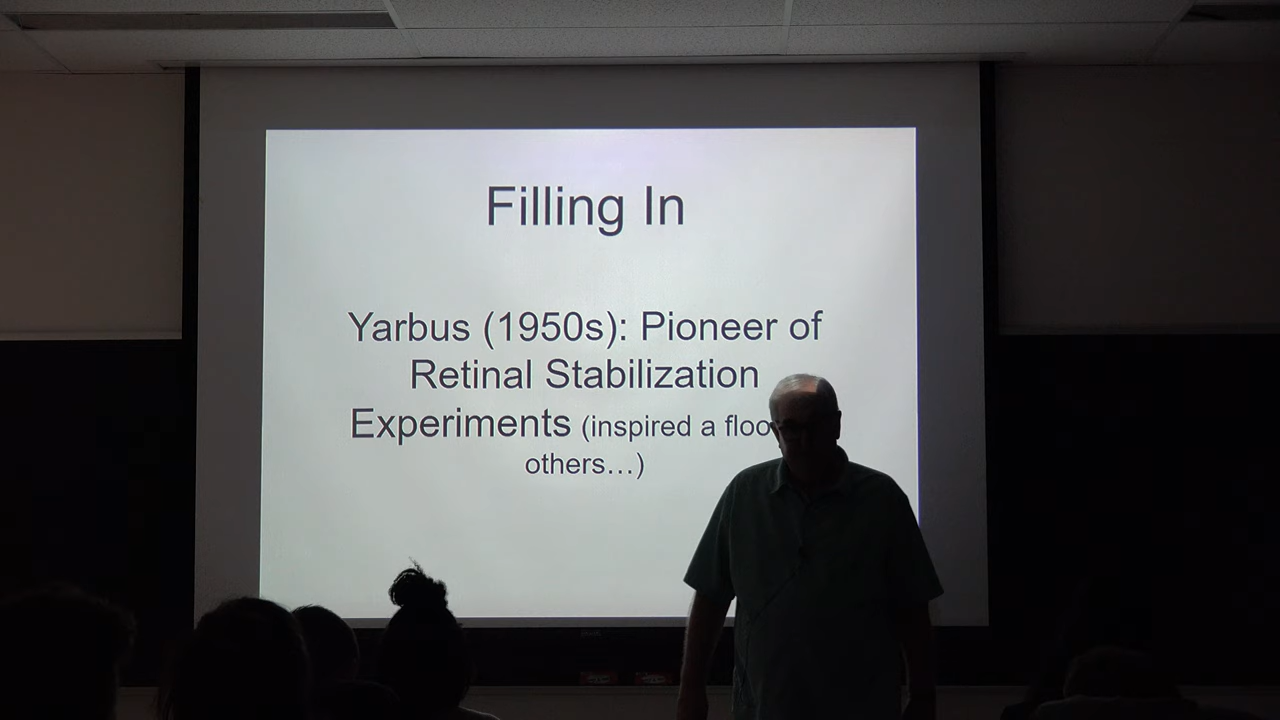 Filling In
Yarbus (1950s): Pioneer of
Retinal Stabilization
Experiments (inspired a
others…)